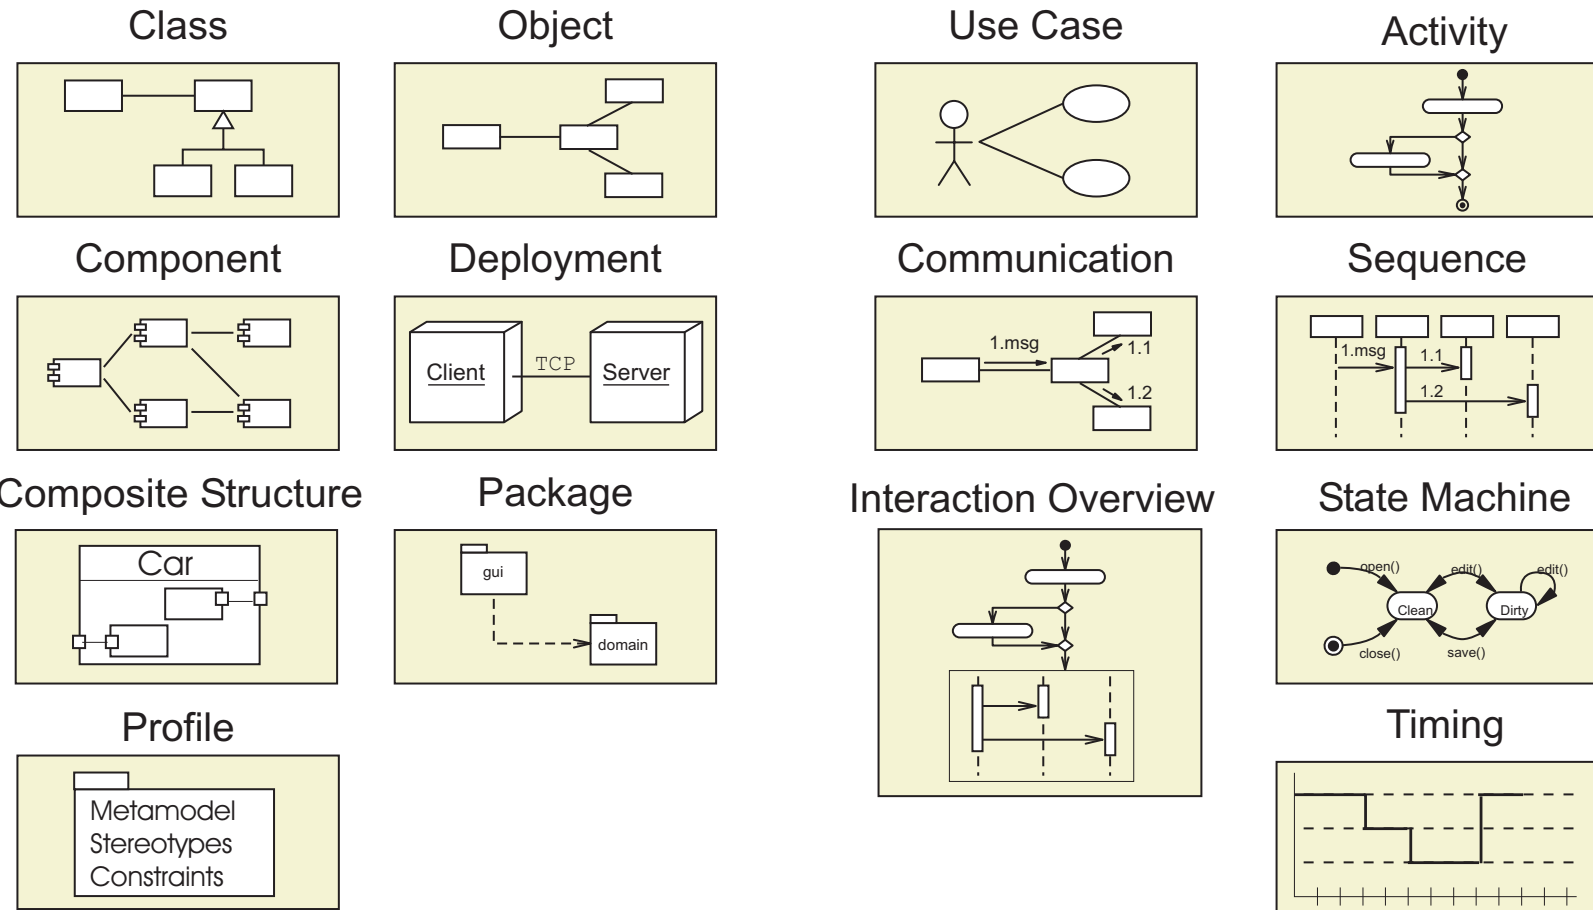 Class
Object
Use Case
Activity
Component
Deployment
Client
TCP
Server
Communication
1.msg
1.1
1.2
Sequence
1.msg
1.1
1.2
Composite Structure
Car
Package
gui
domain
Interaction Overview
State Machine
open()
edit()
edit()
Clean
Dirty
close()
save()
Profile
Metamodel
Stereotypes
Constraints
Timing